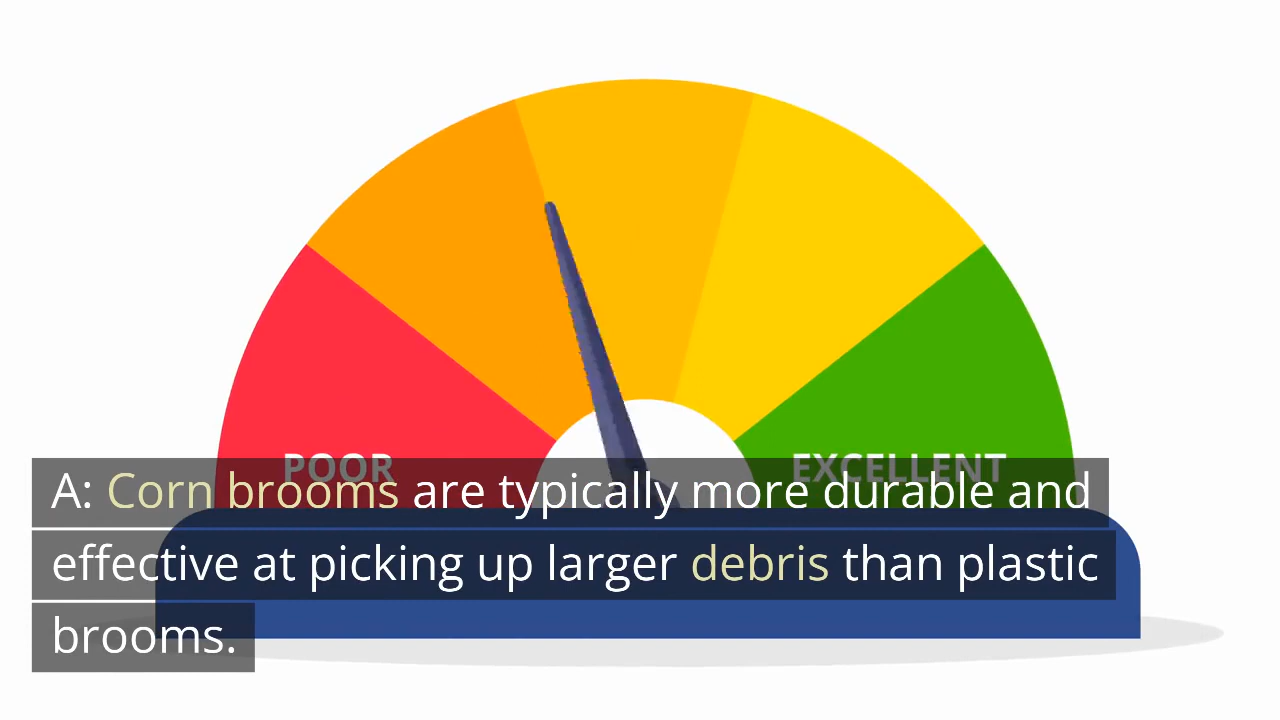 POOR
EXCELLENT
A: Corn brooms are typically more durable and
effective at picking up larger debris than plastic
brooms.